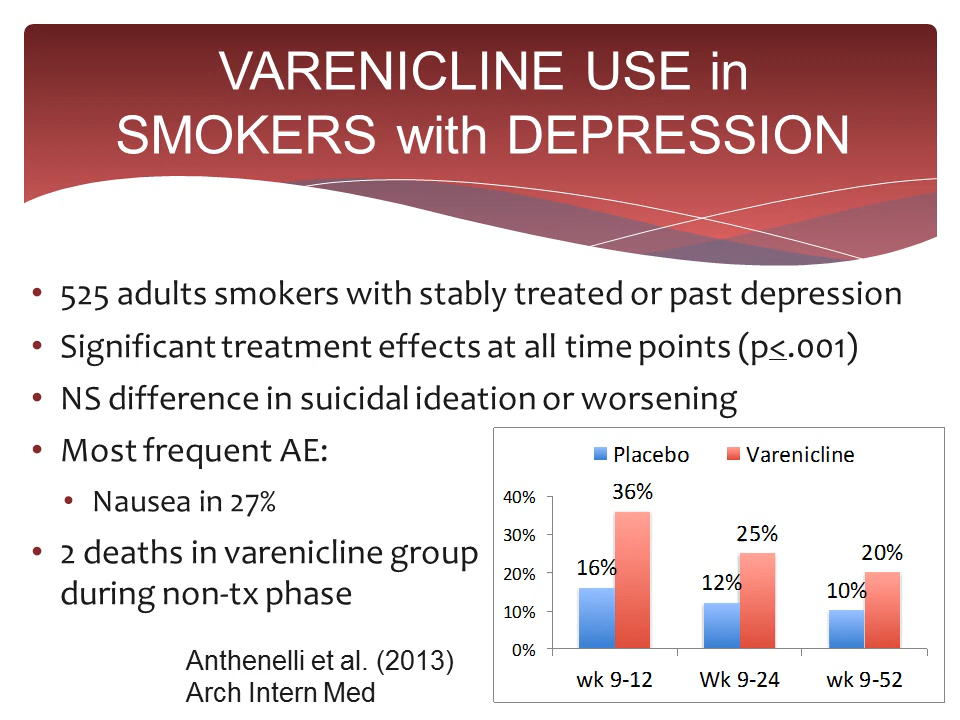 VARENICLINE USE in
SMOKERS with DEPRESSION
• 525 adults smokers with stably treated or past depression
• Significant treatment effects at all time points (p<.001)
• NS difference in suicidal ideation or worsening
• Most frequent AE:
• Nausea in 27%
• 2 deaths in varenicline group
during non-tx phase
Anthenelli et al. (2013)
Arch Intern Med
Placebo Varenicline
40%
30%
20%
10%
0%
16% 36%
12% 25%
10% 20%
wk 9-12 Wk 9-24 wk 9-52